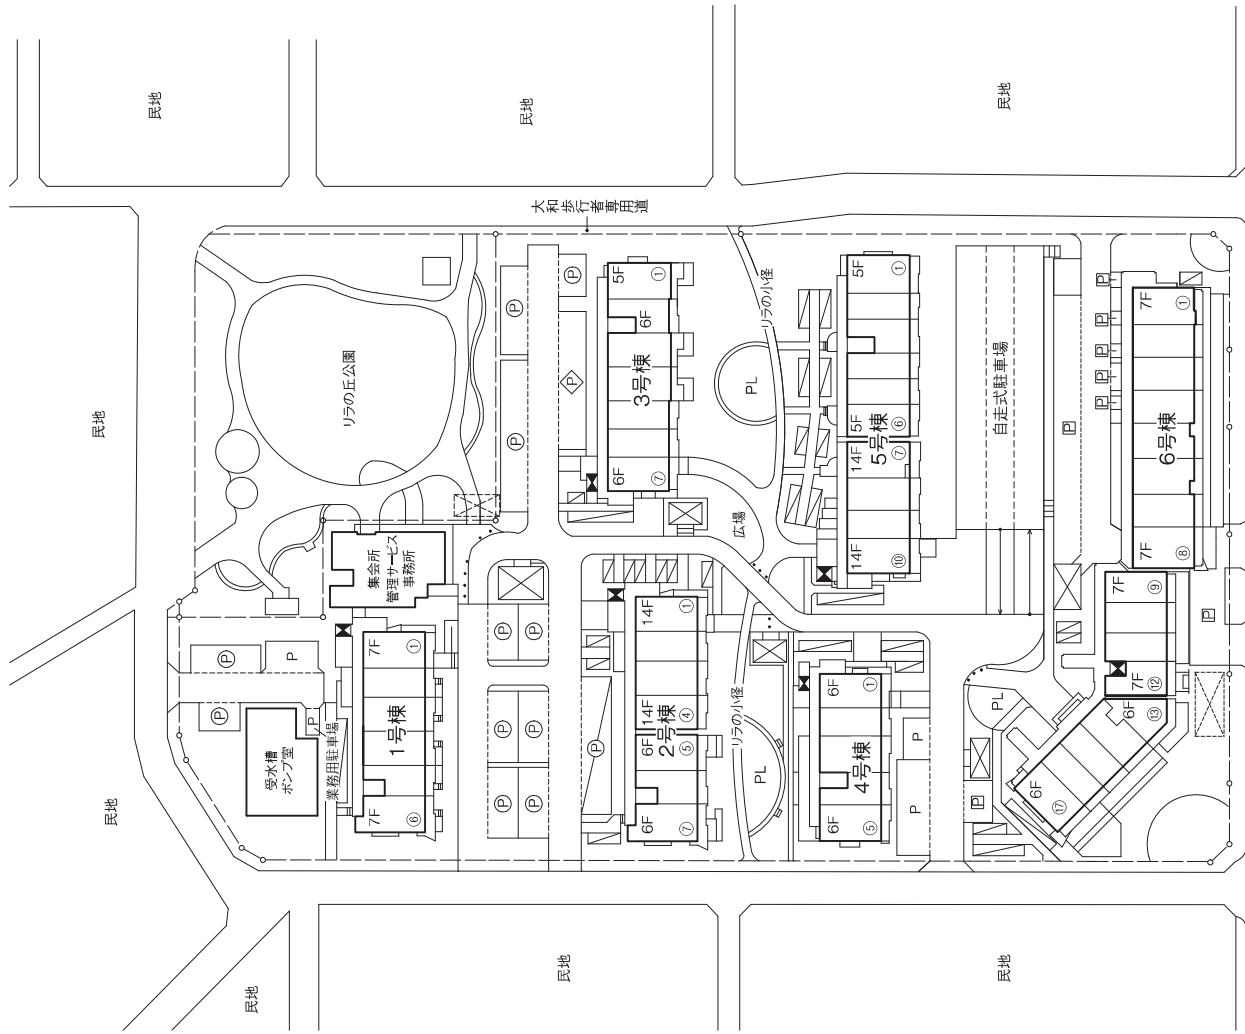 民地
民地
民地
民地
大和歩行者専用道
リラの丘公園
集会所
管理サービス
事務所
P
P
P
P
P
5F
①
6F
3号棟
6F
⑦
リラの小径
PL
広場
5F
①
5F
⑥
5号棟
14F
⑦
14F
⑩
自走式駐車場
P
P
P
P
P
P
7F
①
6号棟
7F
⑧
P
P
P
P
P
受水槽
ポンプ室
業務用駐車場
7F
①
1号棟
7F
⑥
P
P
P
P
P
P
P
14F
①
14F
④
2号棟
6F
⑤
6F
⑦
リラの小径
PL
6F
①
4号棟
6F
⑤
P
P
PL
P
7F
⑨
7F
⑫
6F
⑬
6F
⑰
P
民地
民地
民地
民地